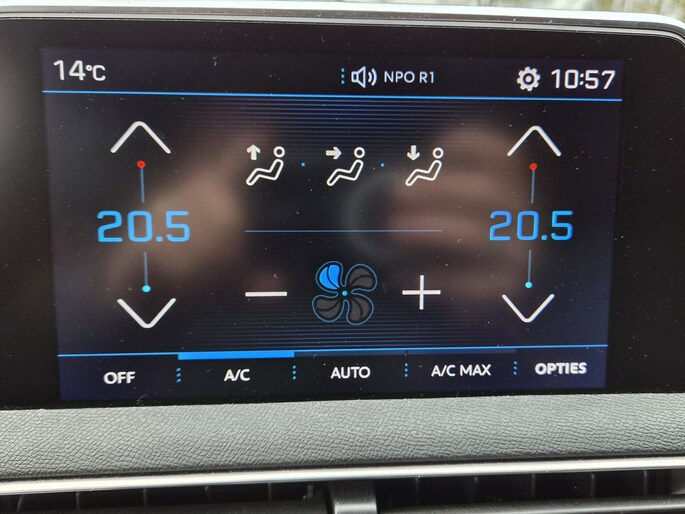 14°C NPO R1 10:57
20.5 20.5
OFF A/C AUTO A/C MAX OPTIES